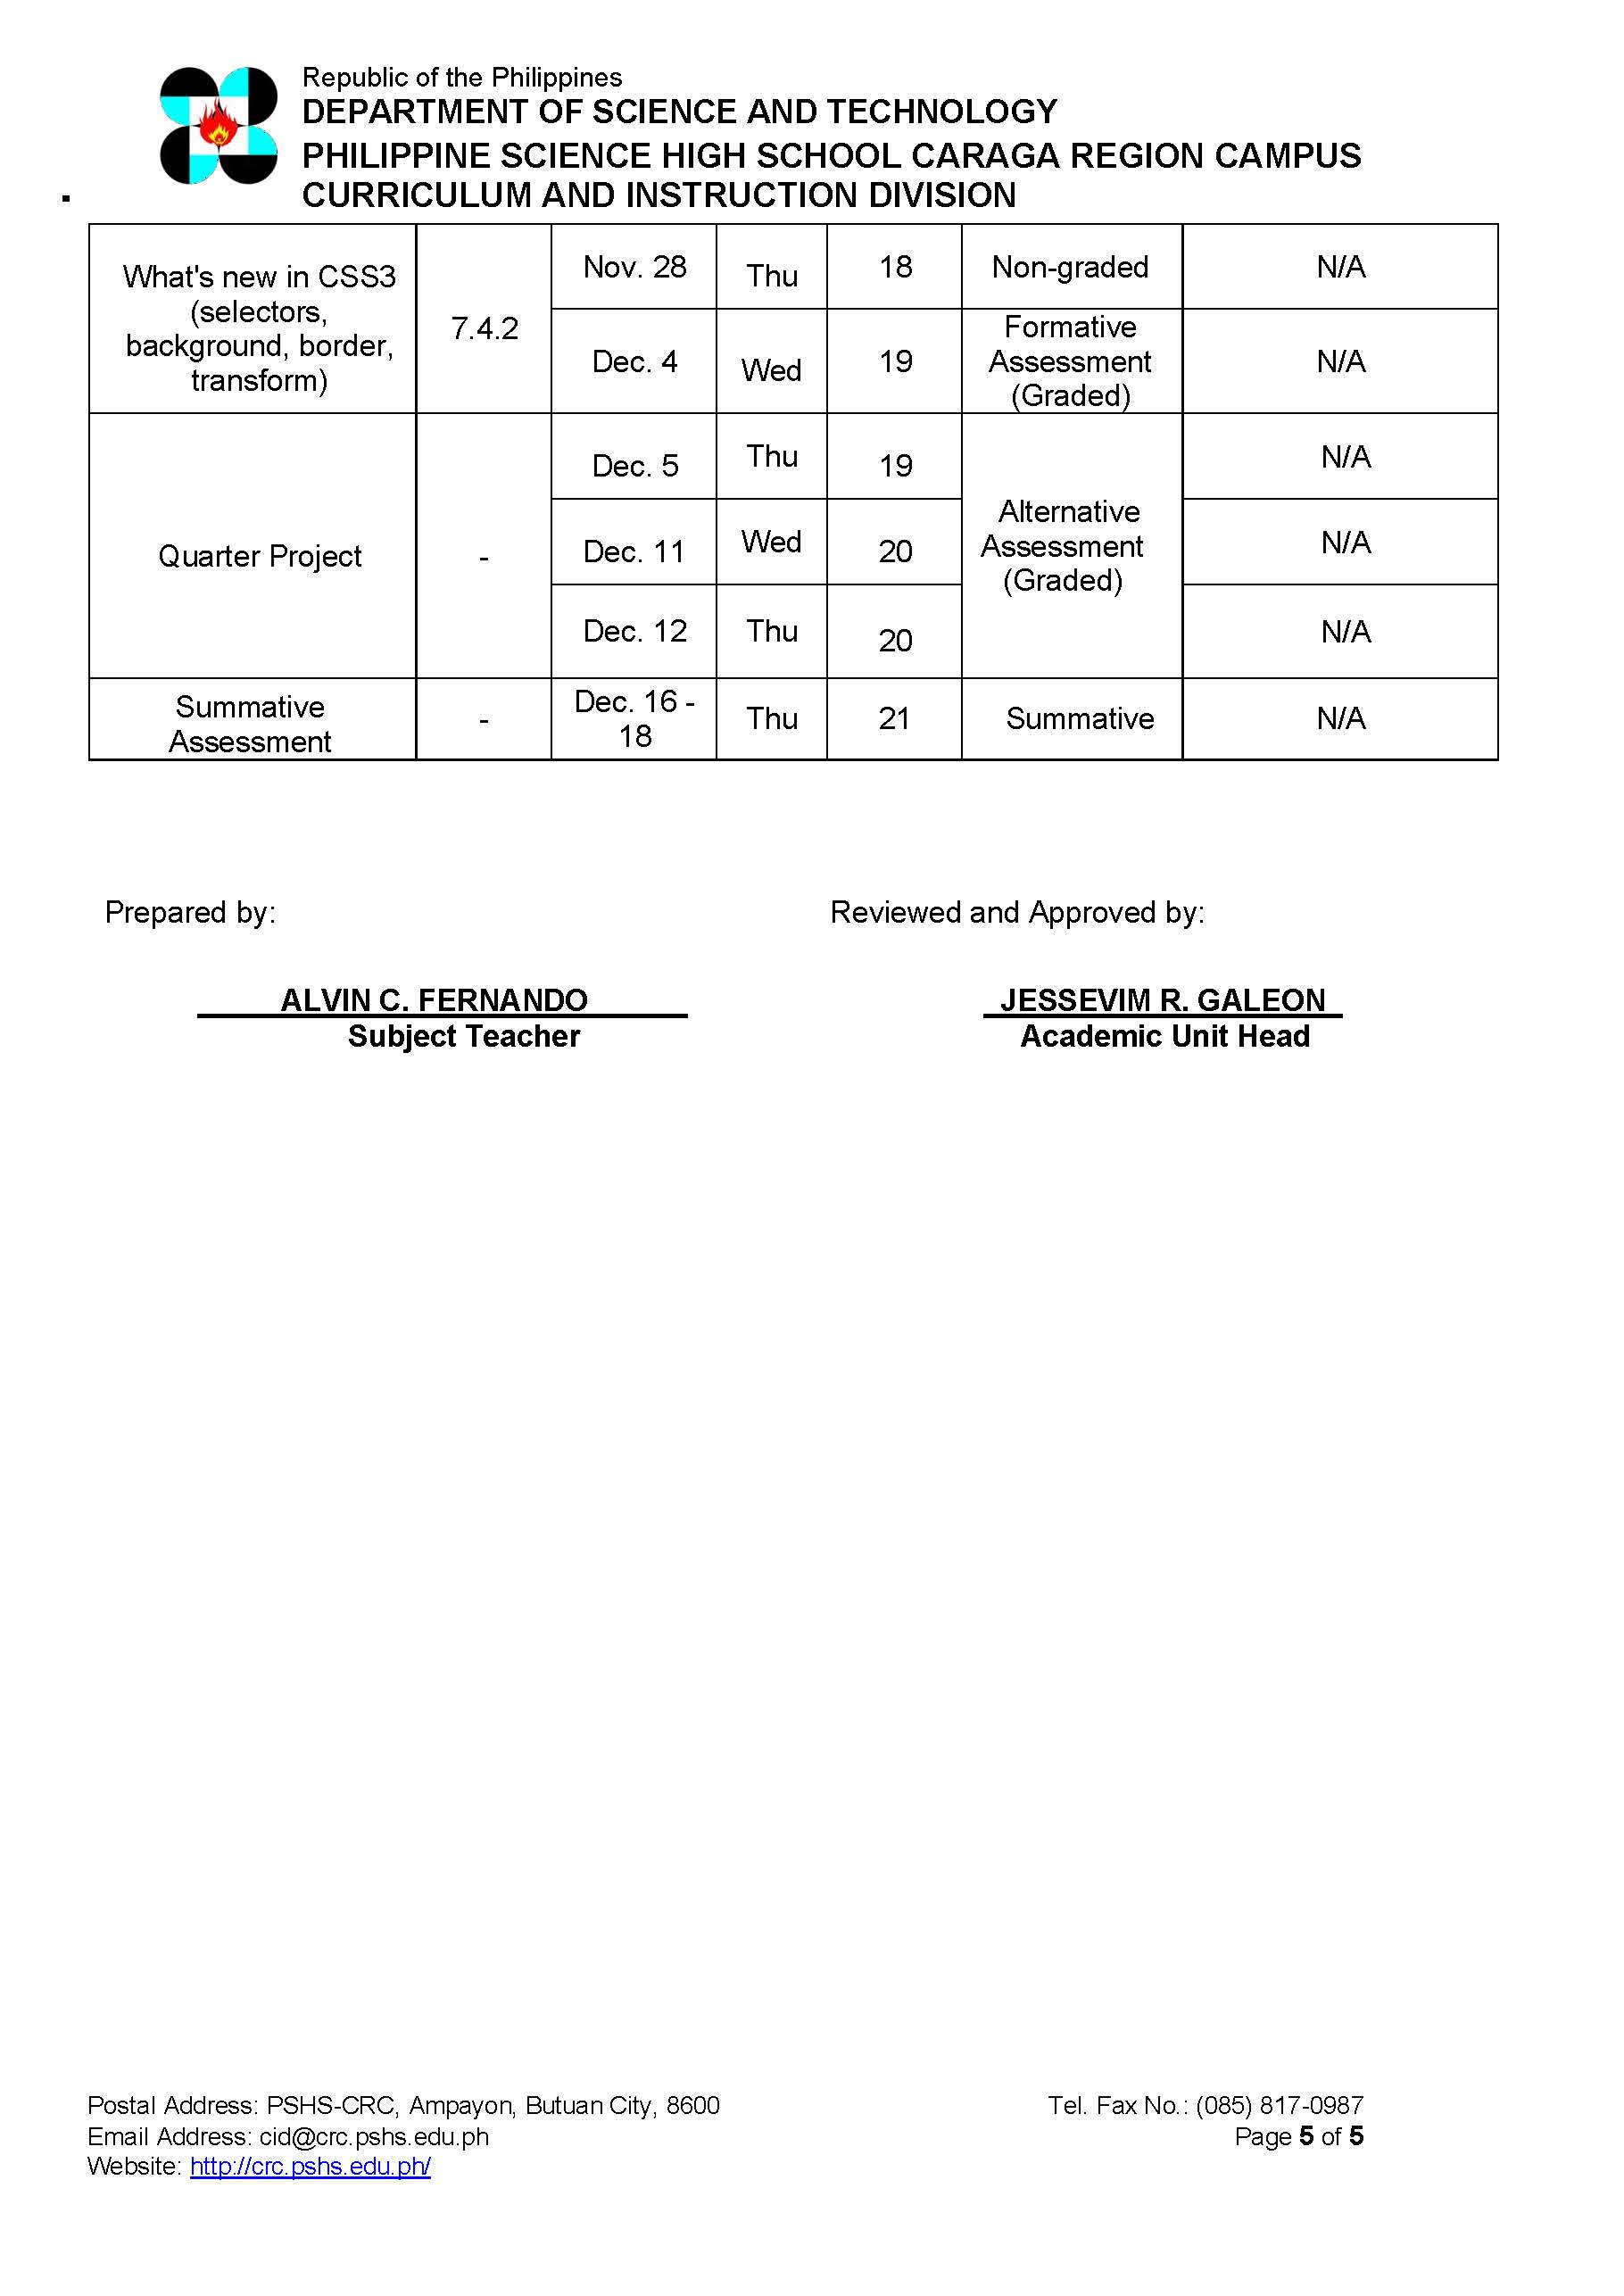 Republic of the Philippines
DEPARTMENT OF SCIENCE AND TECHNOLOGY
PHILIPPINE SCIENCE HIGH SCHOOL CARAGA REGION CAMPUS
CURRICULUM AND INSTRUCTION DIVISION
What's new in CSS3
(selectors,
background, border,
transform)
7.4.2
Nov. 28
Thu
18
Non-graded
N/A
Dec. 4
Wed
19
Formative
Assessment
(Graded)
N/A
Quarter Project
-
Dec. 5
Thu
19
Alternative
Assessment
(Graded)
N/A
Dec. 11
Wed
20
N/A
Dec. 12
Thu
20
N/A
Summative
Assessment
-
Dec. 16 -
18
Thu
21
Summative
N/A
Prepared by:
Reviewed and Approved by:
ALVIN C. FERNANDO
Subject Teacher
JESSEVIM R. GALEON
Academic Unit Head
Postal Address: PSHS-CRC, Ampayon, Butuan City, 8600
Tel. Fax No.: (085) 817-0987
Email Address: cid@crc.pshs.edu.ph
Page 5 of 5
Website: http://crc.pshs.edu.ph/